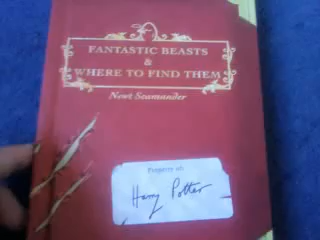 FANTASTIC BEASTS
&
WHERE TO FIND THEM
Newt Scamander
Property of:
Harry Potter